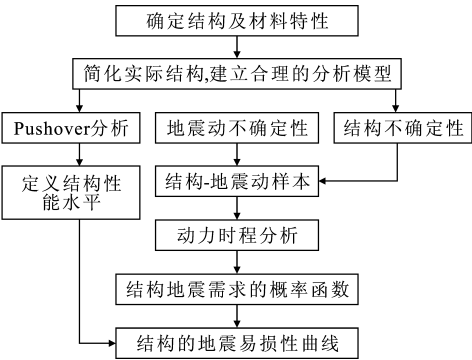 确定结构及材料特性
简化实际结构,建立合理的分析模型
Pushover分析
地震动不确定性
结构不确定性
定义结构性
能水平
结构-地震动样本
动力时程分析
结构地震需求的概率函数
结构的地震易损性曲线